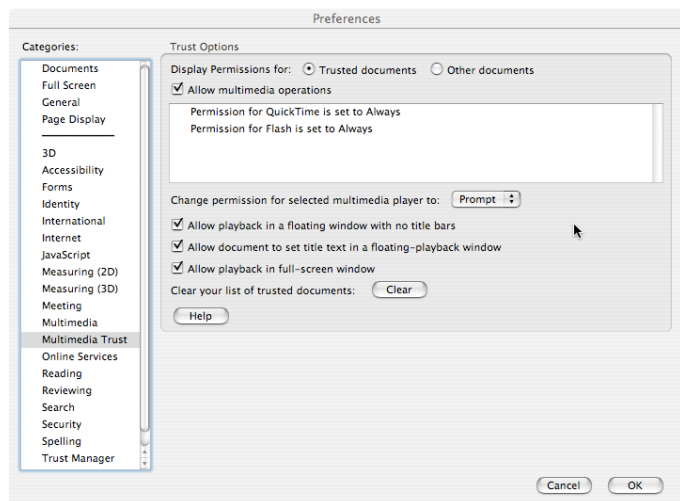 Preferences
Categories:
Documents
Full Screen
General
Page Display
3D
Accessibility
Forms
Identity
International
Internet
JavaScript
Measuring (2D)
Measuring (3D)
Meeting
Multimedia
Multimedia Trust
Online Services
Reading
Reviewing
Search
Security
Spelling
Trust Manager
Trust Options
Display Permissions for: Trusted documents Other documents
Allow multimedia operations
Permission for QuickTime is set to Always
Permission for Flash is set to Always
Change permission for selected multimedia player to: Prompt
Allow playback in a floating window with no title bars
Allow document to set title text in a floating-playback window
Allow playback in full-screen window
Clear your list of trusted documents: Clear
Help
Cancel OK